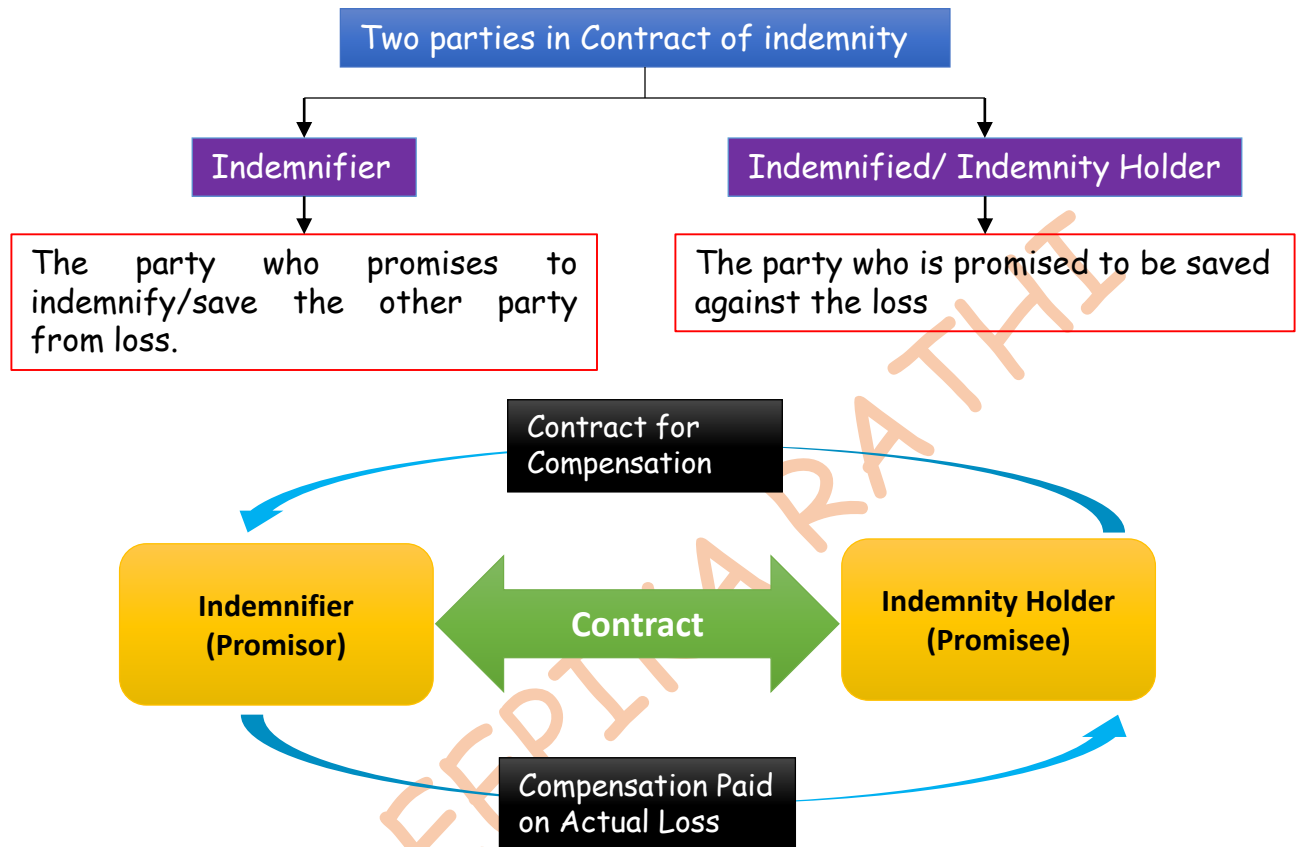 Two parties in Contract of indemnity
Indemnifier
Indemnified/ Indemnity Holder
The party who promises to
indemnify/save the other party
from loss.
The party who is promised to be saved
against the loss
Contract for
Compensation
Indemnifier
(Promisor)
Contract
Indemnity Holder
(Promisee)
Compensation Paid
on Actual Loss
RATHI